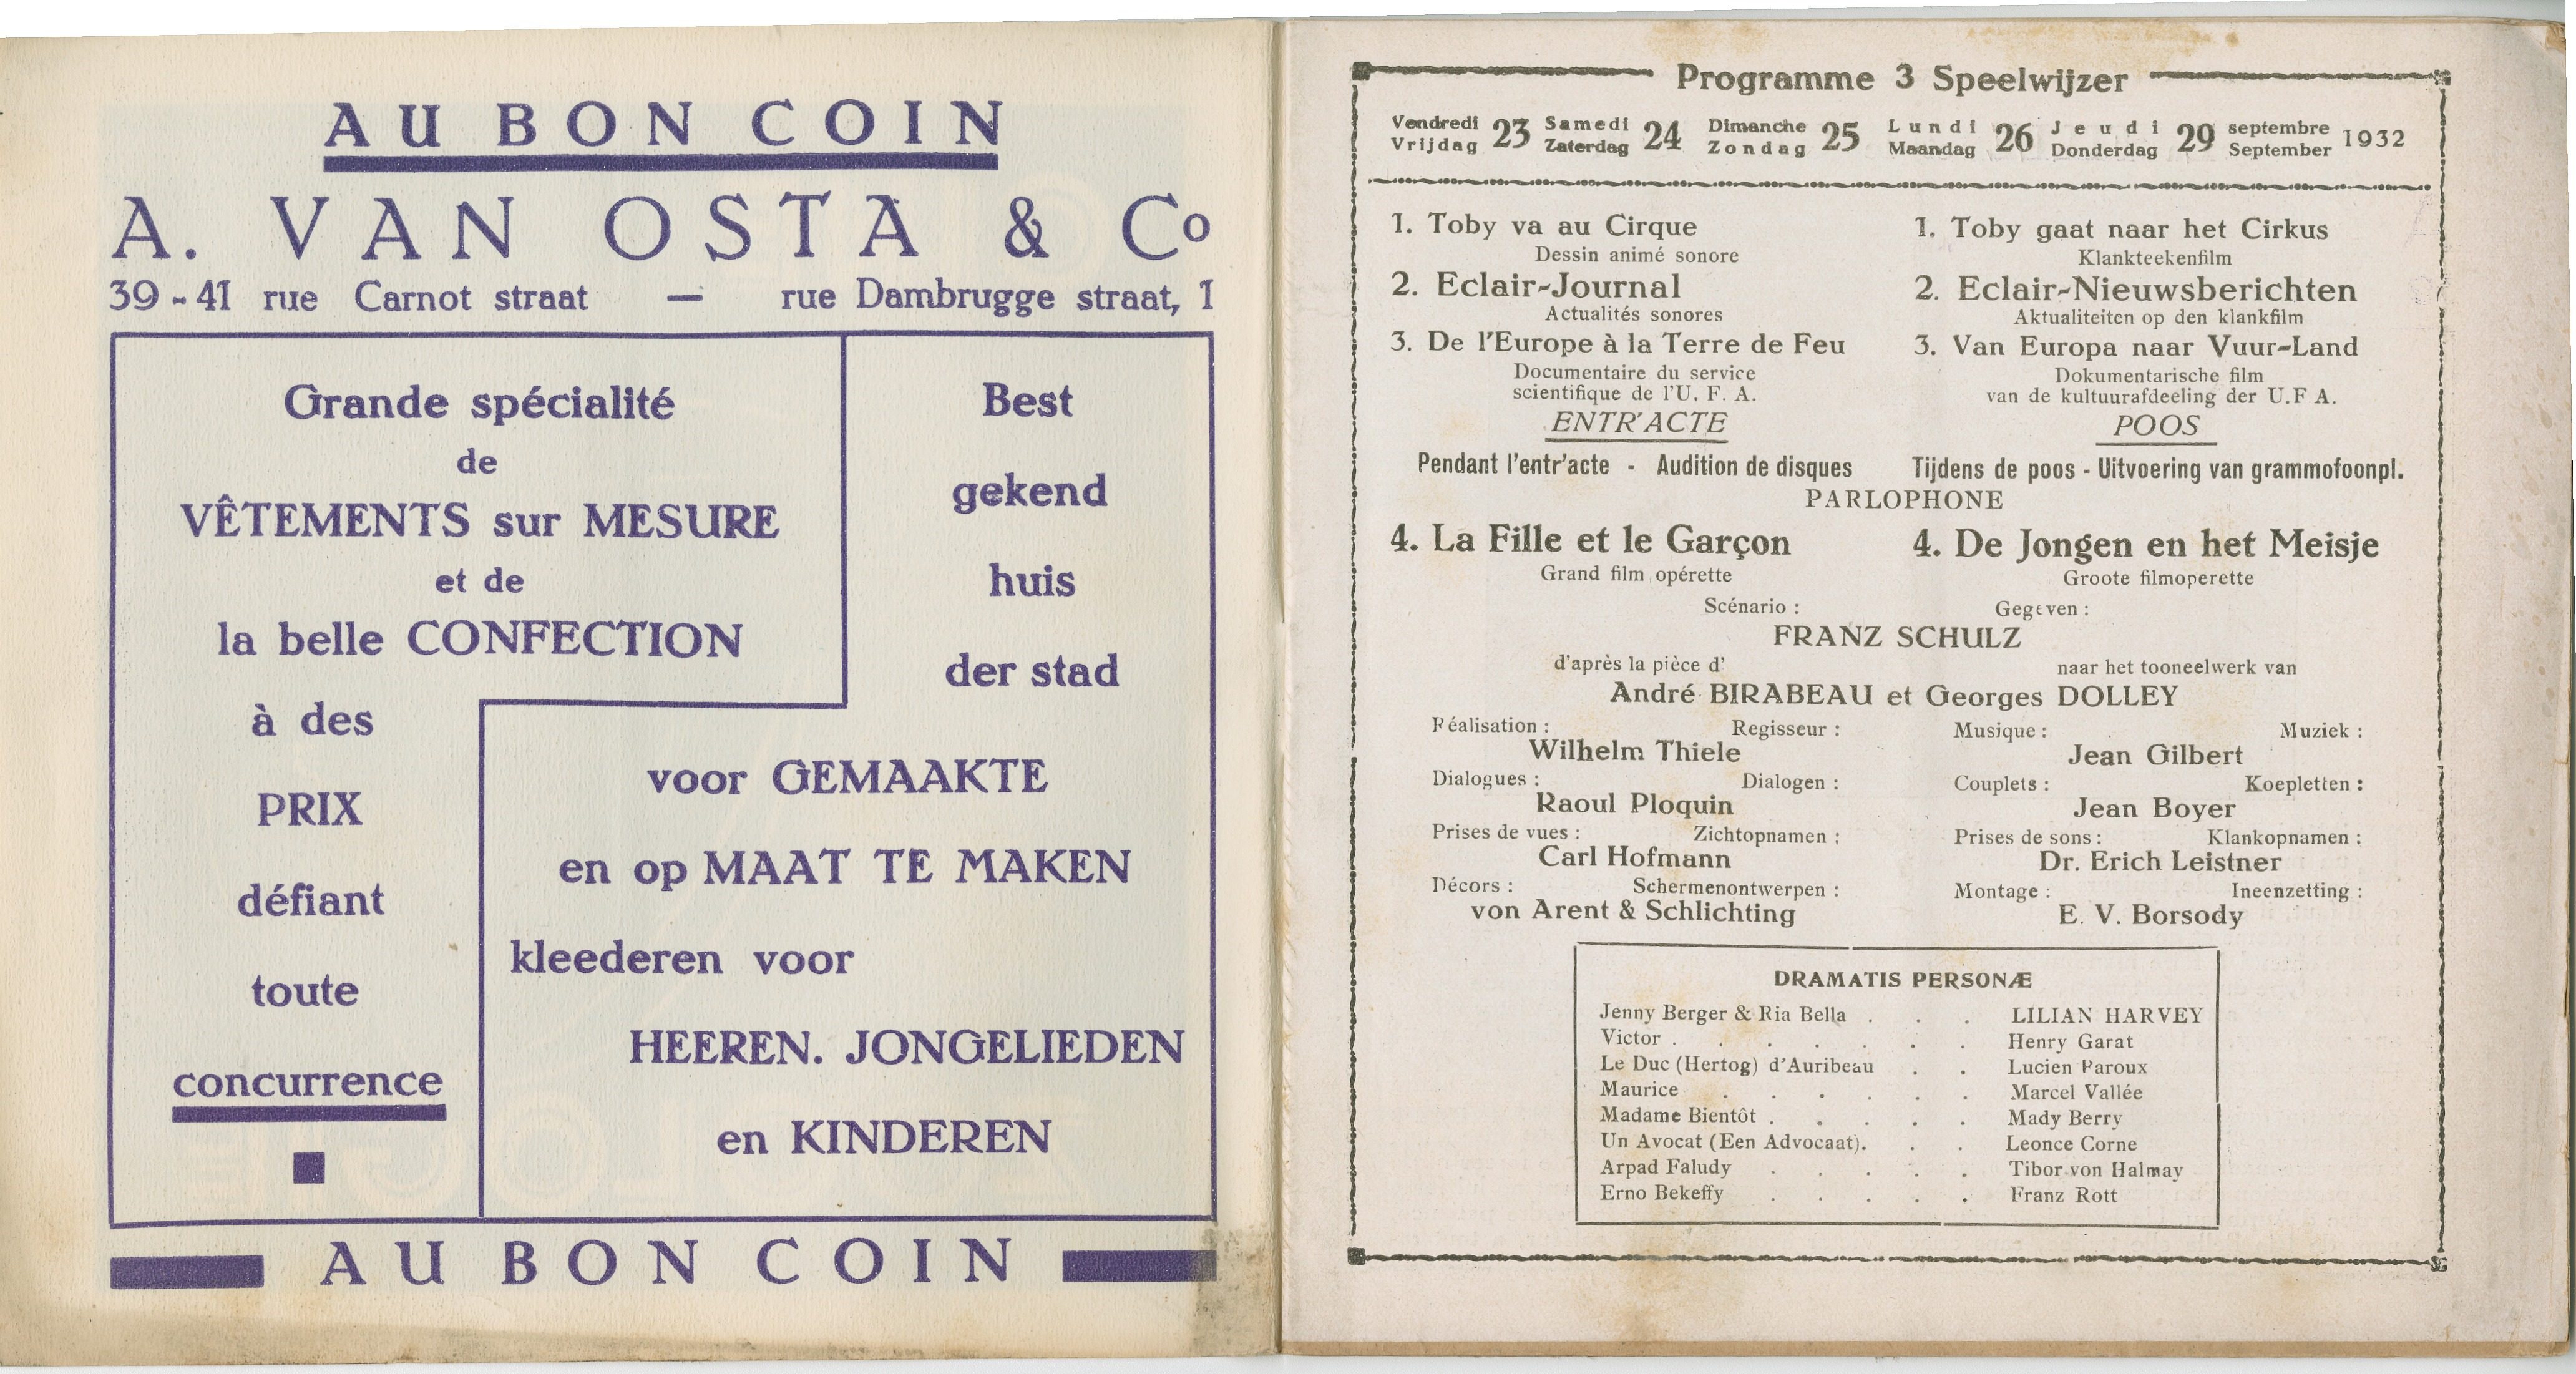 AU BON COIN
A. VAN OSTA & Co
39-41 rue Carnot straat — rue Dambrugge straat, 1
Grande spécialité
de
VÊTEMENTS sur MESURE
et de
la belle CONFECTION
à des
PRIX
défiant
toute
concurrence
Best
gekend
huis
der stad
voor GEMAAKTE
en op MAAT TE MAKEN
kleederen voor
HEEREN. JONGELIEDEN
en KINDEREN
AU BON COIN
Programme 3 Speelwijzer
Vendredi 23 Samedi 24 Dimanche 25 Lundi 26 Jeudi 29 septembre 1932
Vrijdag Zaterdag Zondag Maandag Donderdag September
1. Toby va au Cirque
Dessin animé sonore
2. Eclair-Journal
Actualités sonores
3. De l'Europe à la Terre de Feu
Documentaire du service
scientifique de l'U. F. A.
ENTR'ACTE
Pendant l'entr'acte - Audition de disques
1. Toby gaat naar het Cirkus
Klankteekenfilm
2. Eclair-Nieuwsberichten
Aktualiteiten op den klankfilm
3. Van Europa naar Vuur-Land
Dokumentarische film
van de kultuurafdeeling der U.F A.
POOS
Tijdens de poos - Uitvoering van grammofoonpl.
PARLOPHONE
4. La Fille et le Garçon 4. De Jongen en het Meisje
Grand film opérette Groote filmoperette
Scénario : Gegeven :
FRANZ SCHULZ
d'après la pièce d' naar het tooneelwerk van
André BIRABEAU et Georges DOLLEY
Réalisation : Regisseur : Musique : Muziek :
Wilhelm Thiele Jean Gilbert
Dialogues : Dialogen : Couplets : Koepletten :
Raoul Ploquin Jean Boyer
Prises de vues : Zichtopnamen : Prises de sons : Klankopnamen :
Carl Hofmann Dr. Erich Leistner
Décors : Schermenontwerpen : Montage : Ineenzetting :
von Arent & Schlichting E. V. Borsody
DRAMATIS PERSONÆ
Jenny Berger & Ria Bella . . . LILIAN HARVEY
Victor . . . . . . . Henry Garat
Le Duc (Hertog) d'Auribeau . . Lucien Paroux
Maurice . . . . . . Marcel Vallée
Madame Bientôt . . . . . Mady Berry
Un Avocat (Een Advocaat). . . Leonce Corne
Arpad Faludy . . . . . Tibor von Halmay
Erno Bekeffy . . . . . Franz Rott